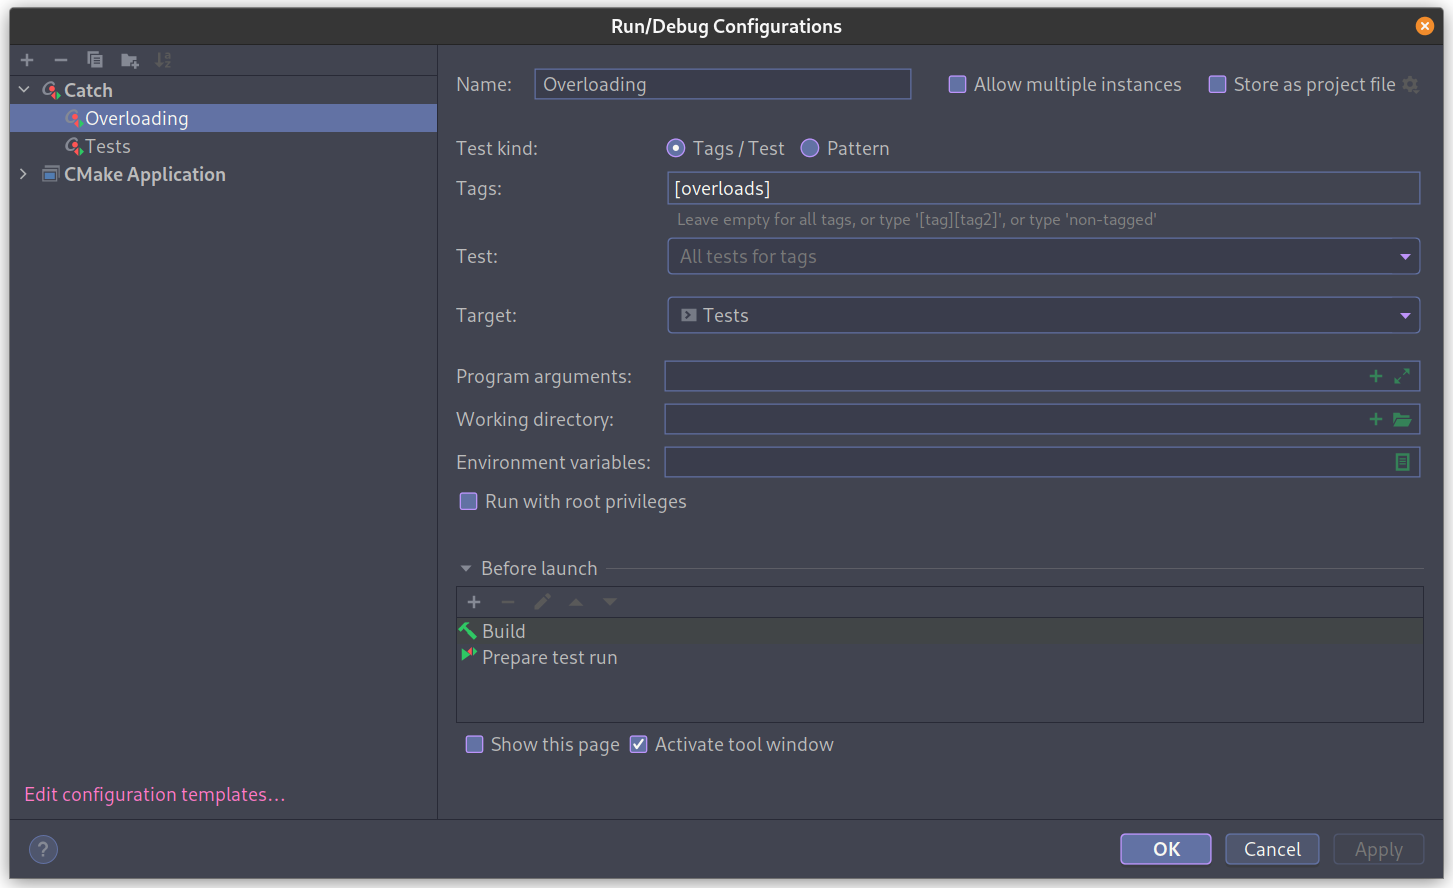 Run/Debug Configurations
Catch
Overloading
Tests
CMake Application
Edit configuration templates...
Name: Overloading Allow multiple instances Store as project file
Test kind: Tags / Test Pattern
Tags: [overloads]
Leave empty for all tags, or type '[tag][tag2]', or type 'non-tagged'
Test: All tests for tags
Target: Tests
Program arguments:
Working directory:
Environment variables:
Run with root privileges
Before launch
Build
Prepare test run
Show this page Activate tool window
? OK Cancel Apply